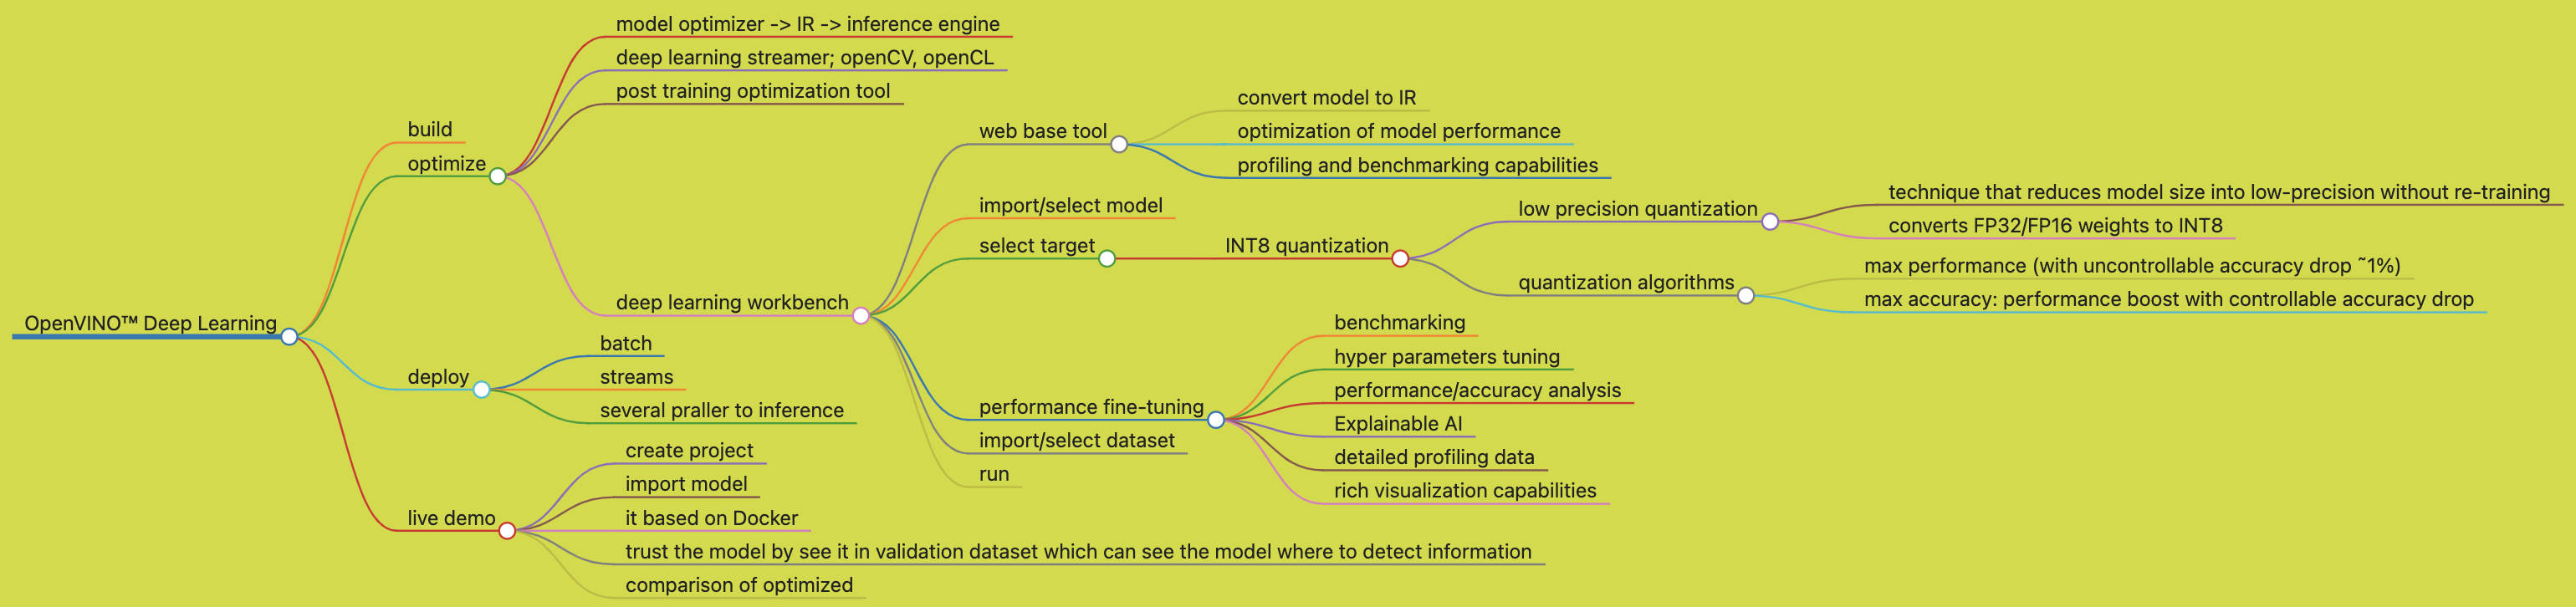 OpenVINO™ Deep Learning
build
optimize
model optimizer -> IR -> inference engine
deep learning streamer; openCV, openCL
post training optimization tool
deep learning workbench
web base tool
convert model to IR
optimization of model performance
profiling and benchmarking capabilities
import/select model
select target
INT8 quantization
low precision quantization
technique that reduces model size into low-precision without re-training
converts FP32/FP16 weights to INT8
quantization algorithms
max performance (with uncontrollable accuracy drop ˜1%)
max accuracy: performance boost with controllable accuracy drop
performance fine-tuning
benchmarking
hyper parameters tuning
performance/accuracy analysis
Explainable AI
detailed profiling data
rich visualization capabilities
import/select dataset
run
deploy
batch
streams
several praller to inference
live demo
create project
import model
it based on Docker
trust the model by see it in validation dataset which can see the model where to detect information
comparison of optimized